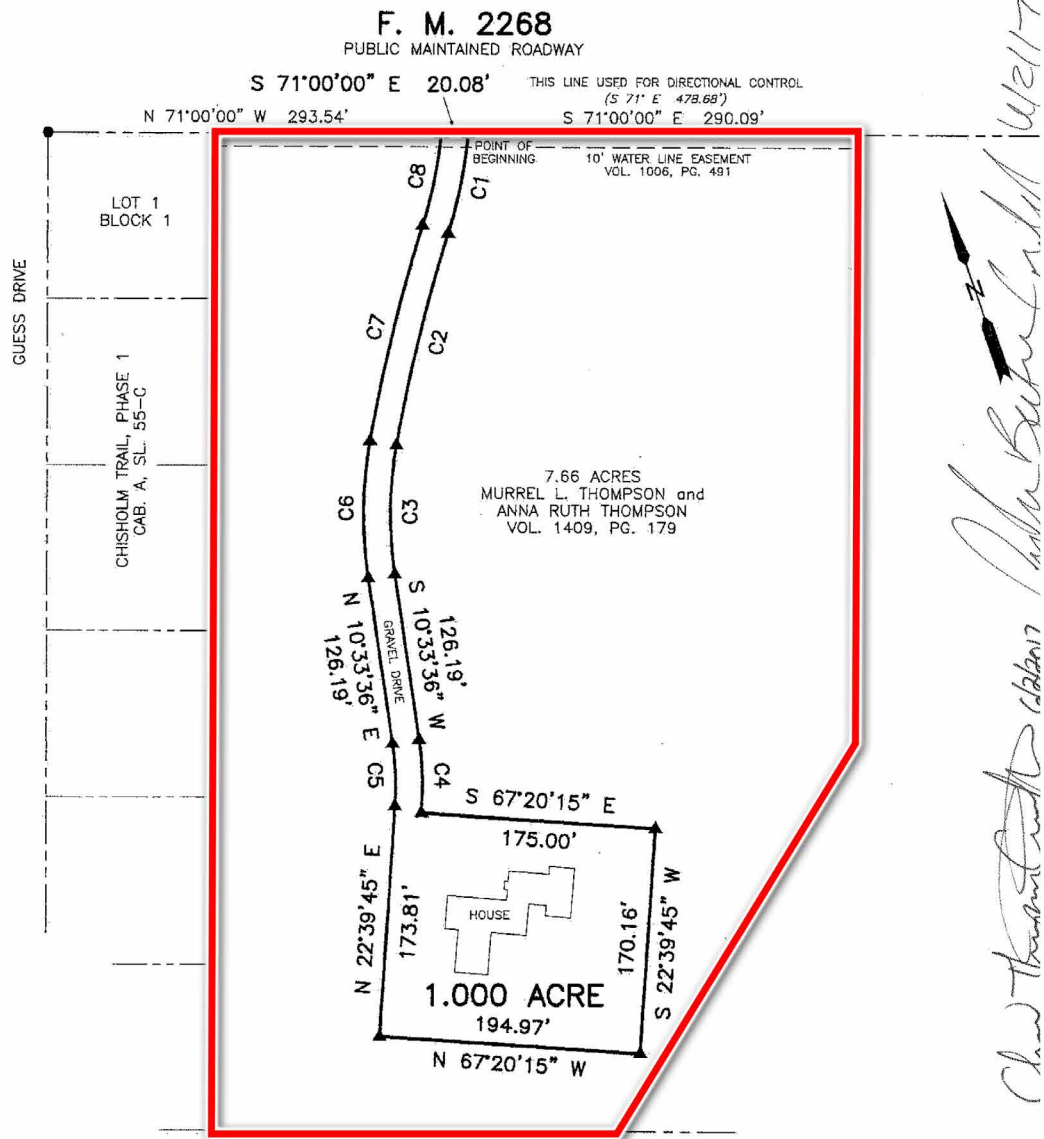 F. M. 2268
PUBLIC MAINTAINED ROADWAY
S 71°00'00" E 20.08'
THIS LINE USED FOR DIRECTIONAL CONTROL
(S 71° E 478.68')
N 71°00'00" W 293.54'
S 71°00'00" E 290.09'
POINT OF
BEGINNING
10' WATER LINE EASEMENT
VOL. 1006, PG. 491
LOT 1
BLOCK 1
GUESS DRIVE
CHISHOLM TRAIL, PHASE 1
CAB. A, SL. 55-C
C8
C1
C7
C2
C6
C3
N
7.66 ACRES
MURREL L. THOMPSON and
ANNA RUTH THOMPSON
VOL. 1409, PG. 179
N 10°33'36" E
126.19'
GRAVEL DRIVE
S 10°33'36" W
126.19'
C5
C4
S 67°20'15" E
175.00'
N 22°39'45" E
173.81'
HOUSE
170.16'
S 22°39'45" W
1.000 ACRE
194.97'
N 67°20'15" W